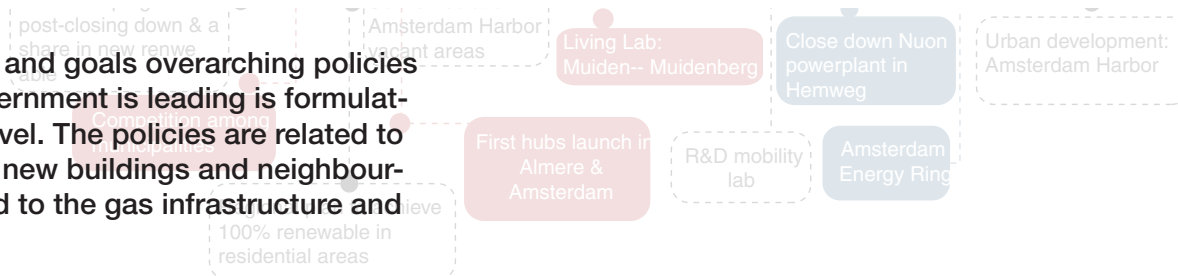 post-closing down & a
share in new renwe
able
Amsterdam Harbor
vacant areas
Living Lab:
Muiden-- Muidenberg
Close down Nuon
powerplant in
Hemweg
Urban development:
Amsterdam Harbor
and goals overarching policies
ernment is leading is formulat-
vel. The policies are related to
new buildings and neighbour-
d to the gas infrastructure and
Competition among
municipalities
First hubs launch in
Almere &
Amsterdam
R&D mobility
lab
Amsterdam
Energy Ring
achieve
100% renewable in
residential areas